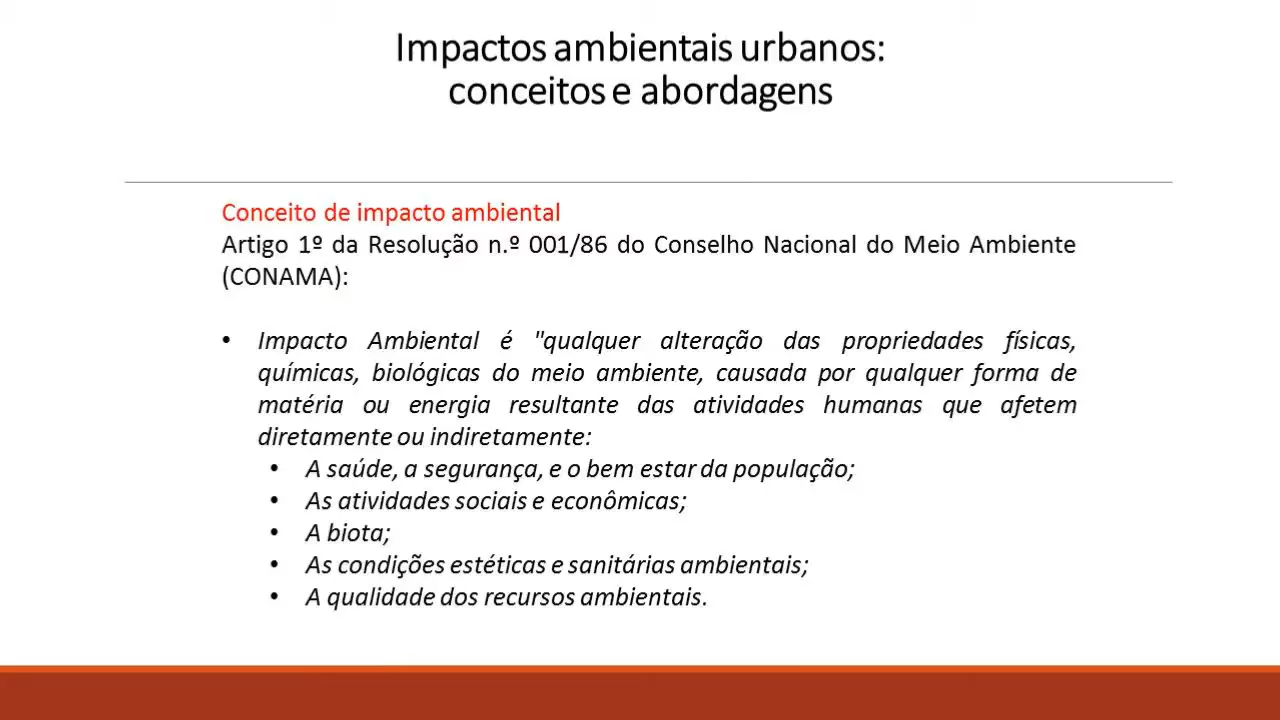 Impactos ambientais urbanos:
conceitos e abordagens
Conceito de impacto ambiental
Artigo 1º da Resolução n.º 001/86 do Conselho Nacional do Meio Ambiente
(CONAMA):
• Impacto Ambiental é "qualquer alteração das propriedades físicas,
químicas, biológicas do meio ambiente, causada por qualquer forma de
matéria ou energia resultante das atividades humanas que afetem
diretamente ou indiretamente:
• A saúde, a segurança, e o bem estar da população;
• As atividades sociais e econômicas;
• A biota;
• As condições estéticas e sanitárias ambientais;
• A qualidade dos recursos ambientais.